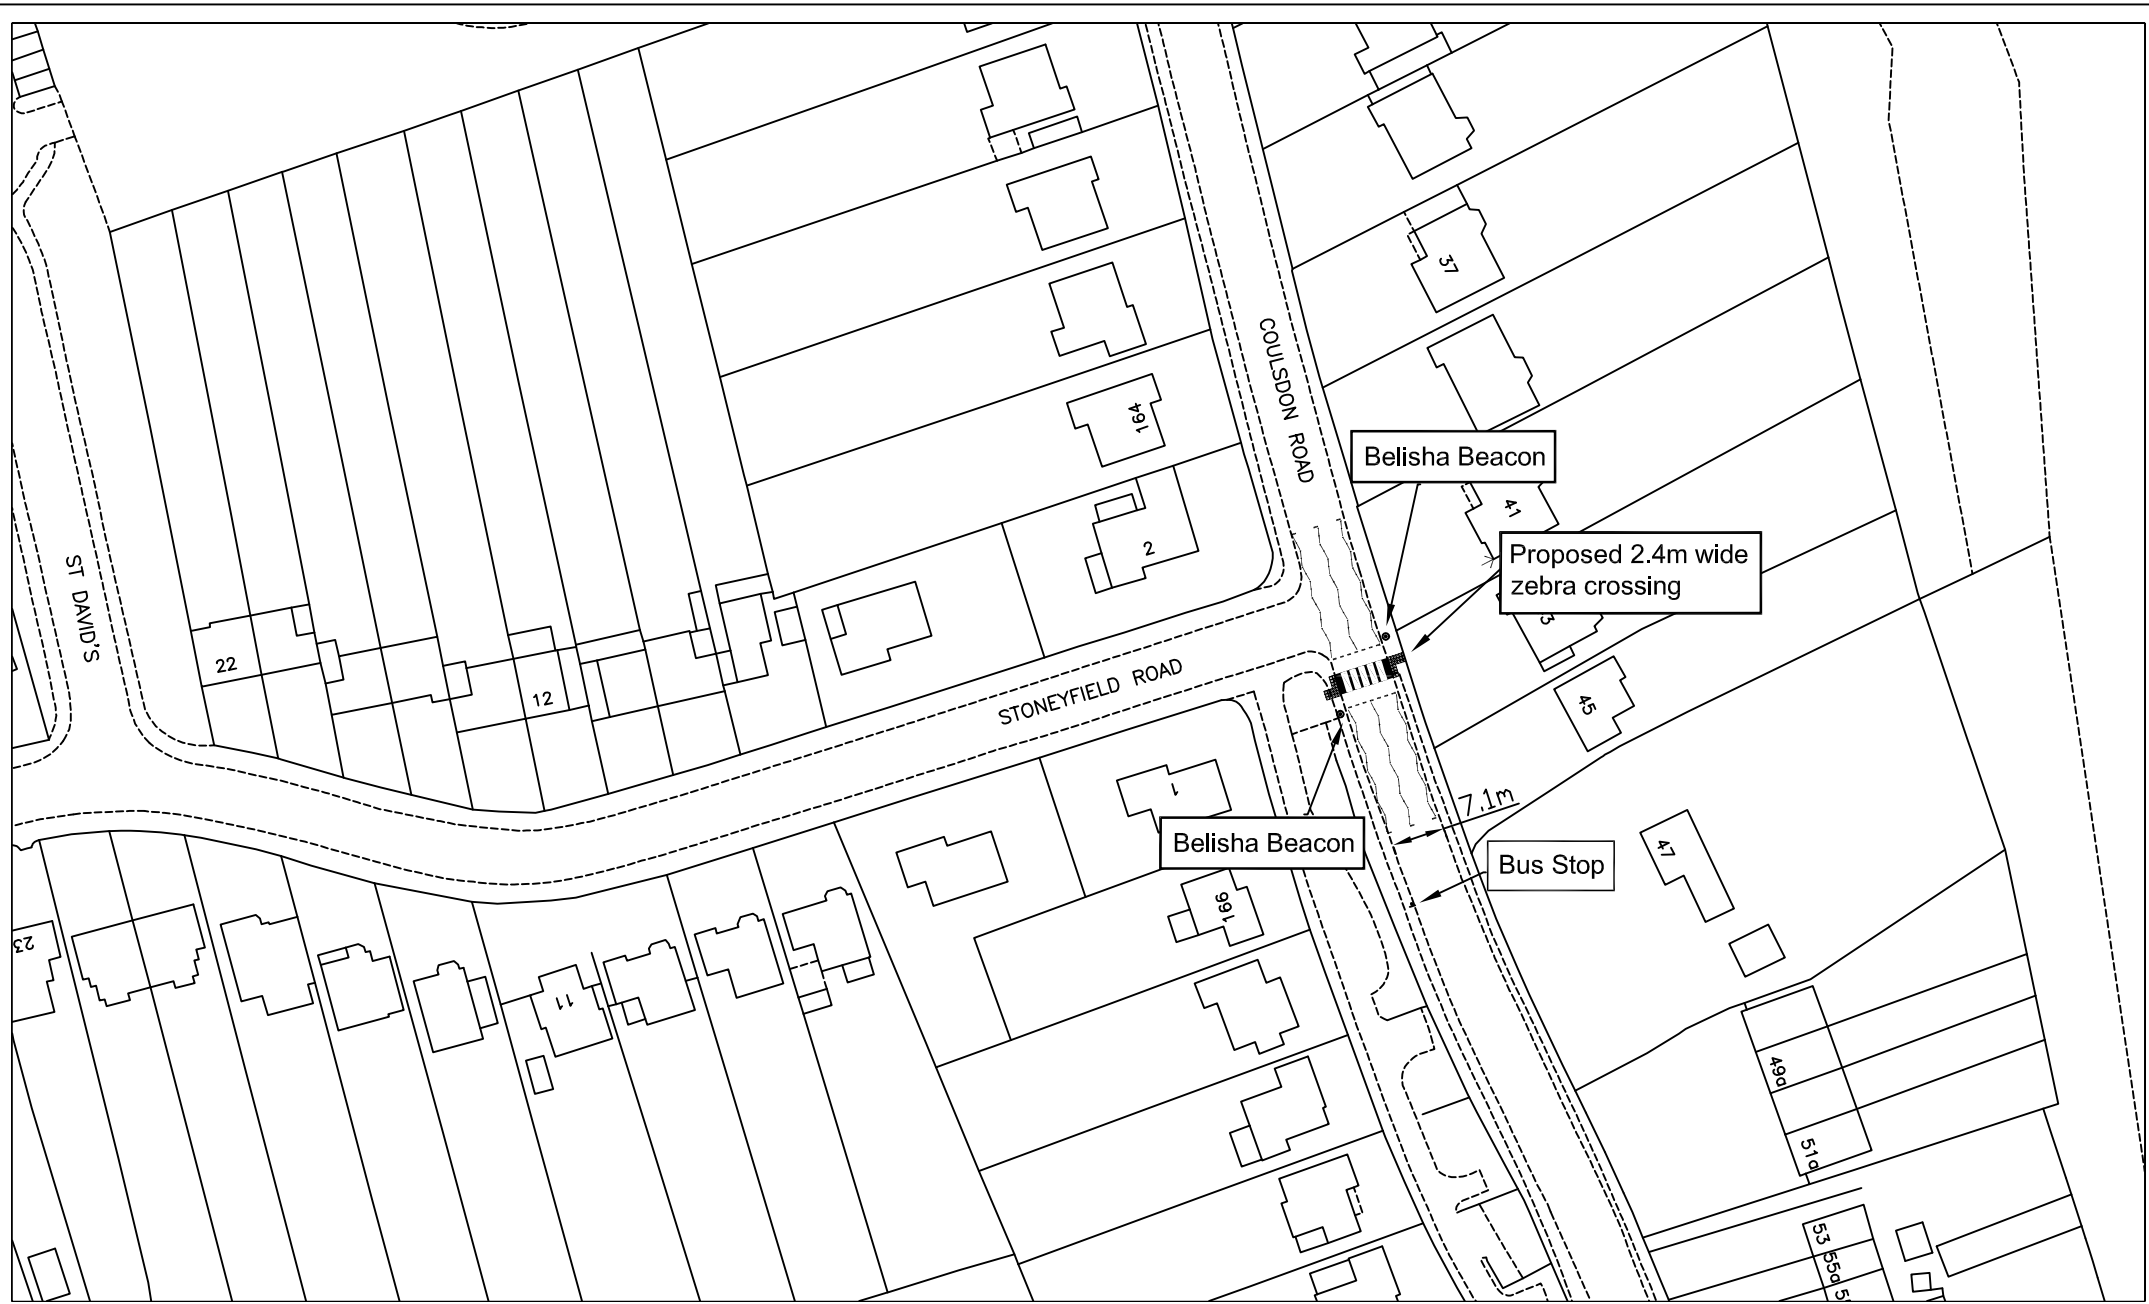 37
COULSDON ROAD
164
Belisha Beacon
41
2
Proposed 2.4m wide
zebra crossing
3
ST DAVID'S
22
12
STONEYFIELD ROAD
45
1
7.1m
Belisha Beacon
Bus Stop
47
166
23
11
49a
51a
53
55a